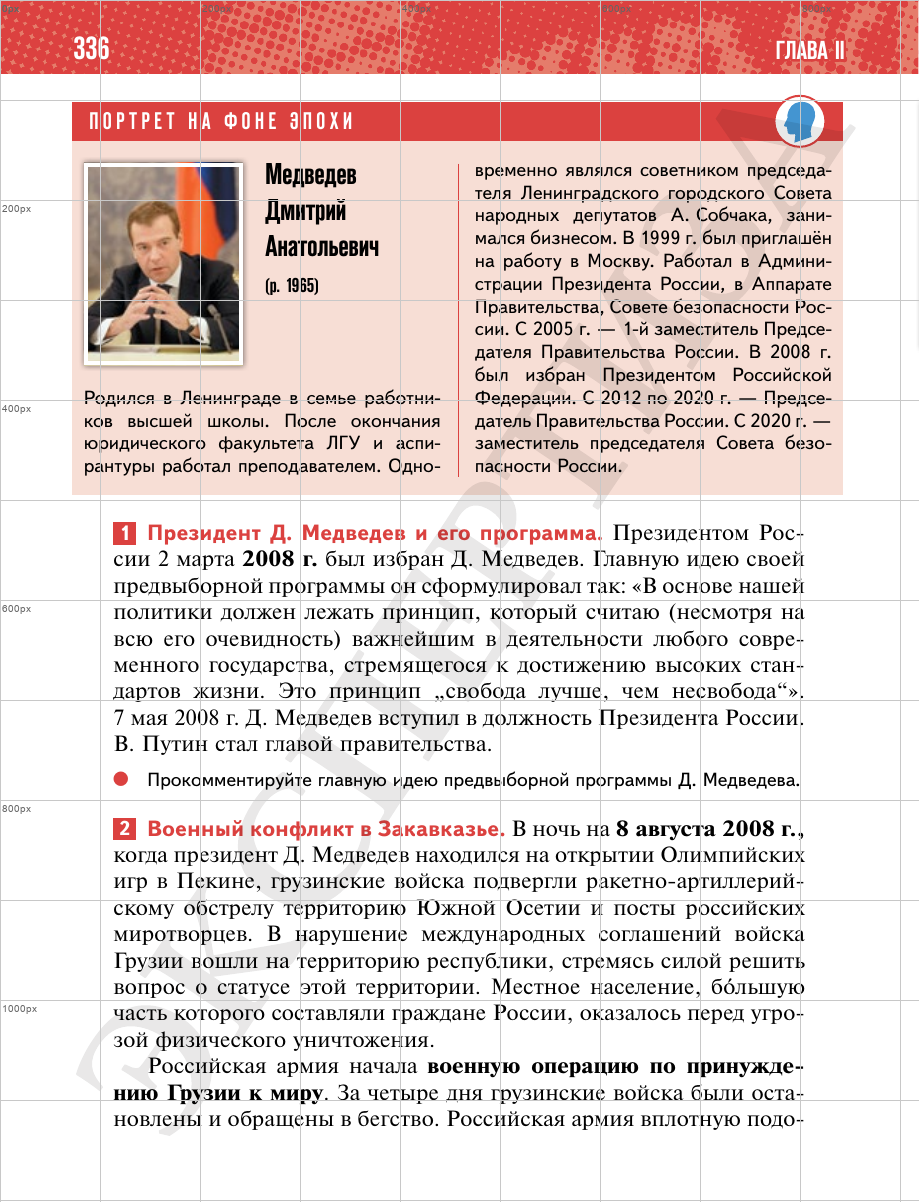 336
ГЛАВА II
ПОРТРЕТ НА ФОНЕ ЭПОХИ
Медведев
Дмитрий
Анатольевич
(р. 1965)
Родился в Ленинграде в семье работни-
ков высшей школы. После окончания
юридического факультета ЛГУ и аспи-
рантуры работал преподавателем. Одно-
временно являлся советником председа-
теля Ленинградского городского Совета
народных депутатов А. Собчака, зани-
мался бизнесом. В 1999 г. был приглашён
на работу в Москву. Работал в Админи-
страции Президента России, в Аппарате
Правительства, Совете безопасности Рос-
сии. С 2005 г. — 1-й заместитель Предсе-
дателя Правительства России. В 2008 г.
был избран Президентом Российской
Федерации. С 2012 по 2020 г. — Предсе-
датель Правительства России. С 2020 г. —
заместитель председателя Совета безо-
пасности России.
1 Президент Д. Медведев и его программа. Президентом Рос-
сии 2 марта 2008 г. был избран Д. Медведев. Главную идею своей
предвыборной программы он сформулировал так: «В основе нашей
политики должен лежать принцип, который считаю (несмотря на
всю его очевидность) важнейшим в деятельности любого совре-
менного государства, стремящегося к достижению высоких стан-
дартов жизни. Это принцип „свобода лучше, чем несвобода“».
7 мая 2008 г. Д. Медведев вступил в должность Президента России.
В. Путин стал главой правительства.
Прокомментируйте главную идею предвыборной программы Д. Медведева.
2 Военный конфликт в Закавказье. В ночь на 8 августа 2008 г.,
когда президент Д. Медведев находился на открытии Олимпийских
игр в Пекине, грузинские войска подвергли ракетно-артиллерий-
скому обстрелу территорию Южной Осетии и посты российских
миротворцев. В нарушение международных соглашений войска
Грузии вошли на территорию республики, стремясь силой решить
вопрос о статусе этой территории. Местное население, бо́льшую
часть которого составляли граждане России, оказалось перед угро-
зой физического уничтожения.
Российская армия начала военную операцию по принужде-
нию Грузии к миру. За четыре дня грузинские войска были оста-
новлены и обращены в бегство. Российская армия вплотную подо-
ЭКСПЕРТИЗА
200px
400px
600px
800px
1000px